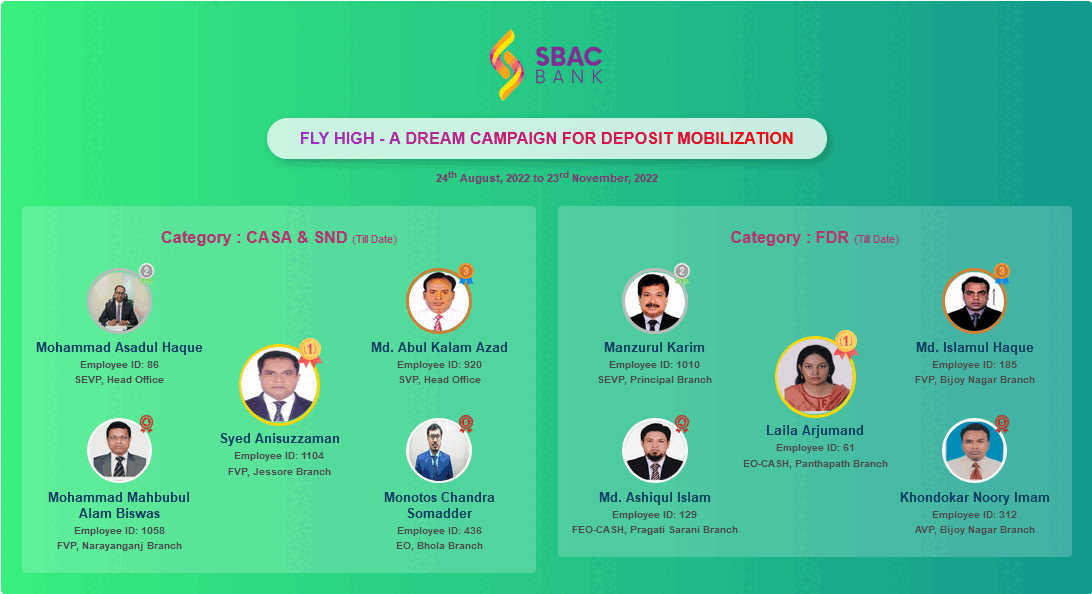 SBAC
BANK
FLY HIGH - A DREAM CAMPAIGN FOR DEPOSIT MOBILIZATION
24th August, 2022 to 23rd November, 2022
Category : CASA & SND (Till Date)
2
Mohammad Asadul Haque
Employee ID: 86
SEVP, Head Office
3
Md. Abul Kalam Azad
Employee ID: 920
SVP, Head Office
1
Syed Anisuzzaman
Employee ID: 1104
FVP, Jessore Branch
4
Mohammad Mahbubul
Alam Biswas
Employee ID: 1058
FVP, Narayanganj Branch
5
Monotos Chandra
Somadder
Employee ID: 436
EO, Bhola Branch
Category : FDR (Till Date)
2
Manzurul Karim
Employee ID: 1010
SEVP, Principal Branch
3
Md. Islamul Haque
Employee ID: 185
FVP, Bijoy Nagar Branch
1
Laila Arjumand
Employee ID: 61
EO-CASH, Panthapath Branch
4
Md. Ashiqul Islam
Employee ID: 129
FEO-CASH, Pragati Sarani Branch
5
Khondokar Noory Imam
Employee ID: 312
AVP, Bijoy Nagar Branch